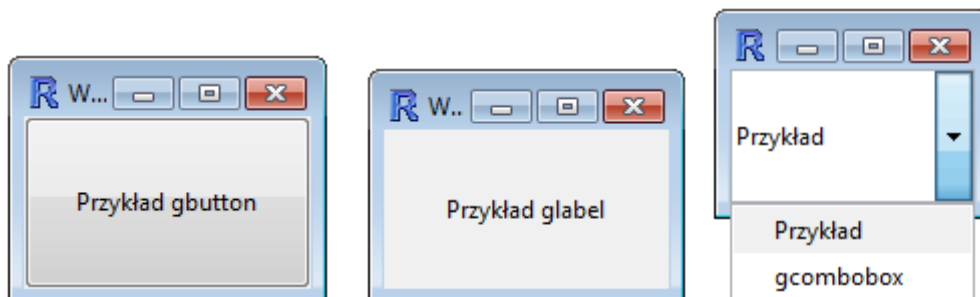 W...
Przykład gbutton
W..
Przykład glabel
Przykład
Przykład
gcombobox